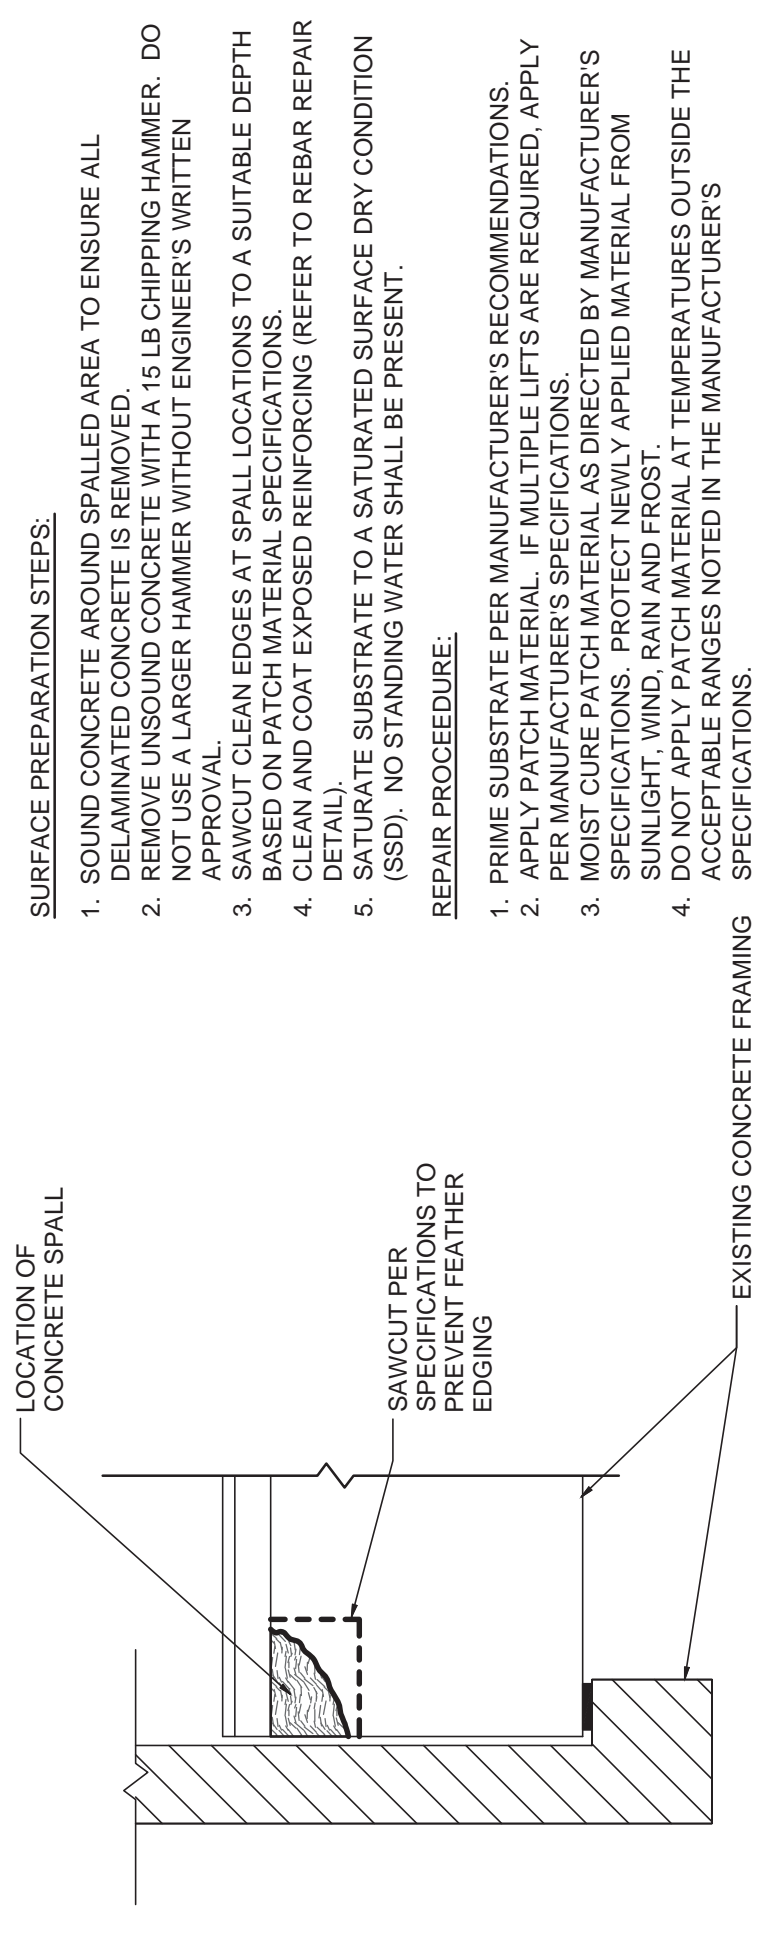 LOCATION OF
CONCRETE SPALL
SAWCUT PER
SPECIFICATIONS TO
PREVENT FEATHER
EDGING
EXISTING CONCRETE FRAMING
SURFACE PREPARATION STEPS:
1. SOUND CONCRETE AROUND SPALLED AREA TO ENSURE ALL
DELAMINATED CONCRETE IS REMOVED.
2. REMOVE UNSOUND CONCRETE WITH A 15 LB CHIPPING HAMMER. DO
NOT USE A LARGER HAMMER WITHOUT ENGINEER'S WRITTEN
APPROVAL.
3. SAWCUT CLEAN EDGES AT SPALL LOCATIONS TO A SUITABLE DEPTH
BASED ON PATCH MATERIAL SPECIFICATIONS.
4. CLEAN AND COAT EXPOSED REINFORCING (REFER TO REBAR REPAIR
DETAIL).
5. SATURATE SUBSTRATE TO A SATURATED SURFACE DRY CONDITION
(SSD). NO STANDING WATER SHALL BE PRESENT.
REPAIR PROCEEDURE:
1. PRIME SUBSTRATE PER MANUFACTURER'S RECOMMENDATIONS.
2. APPLY PATCH MATERIAL. IF MULTIPLE LIFTS ARE REQUIRED, APPLY
PER MANUFACTURER'S SPECIFICATIONS.
3. MOIST CURE PATCH MATERIAL AS DIRECTED BY MANUFACTURER'S
SPECIFICATIONS. PROTECT NEWLY APPLIED MATERIAL FROM
SUNLIGHT, WIND, RAIN AND FROST.
4. DO NOT APPLY PATCH MATERIAL AT TEMPERATURES OUTSIDE THE
ACCEPTABLE RANGES NOTED IN THE MANUFACTURER'S
SPECIFICATIONS.